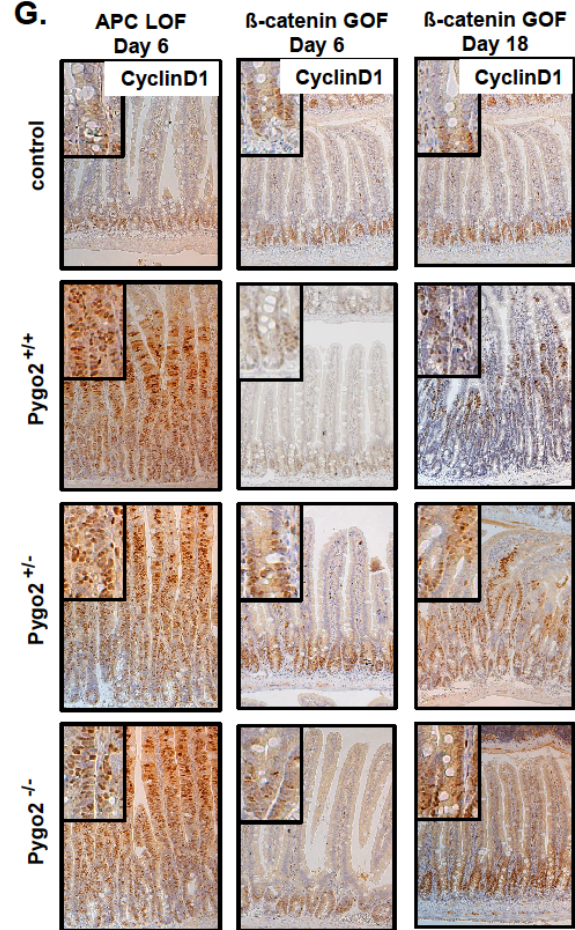 G.
APC LOF
Day 6
ß-catenin GOF
Day 6
ß-catenin GOF
Day 18
CyclinD1
CyclinD1
CyclinD1
control
Pygo2 +/+
Pygo2 +/-
Pygo2 -/-